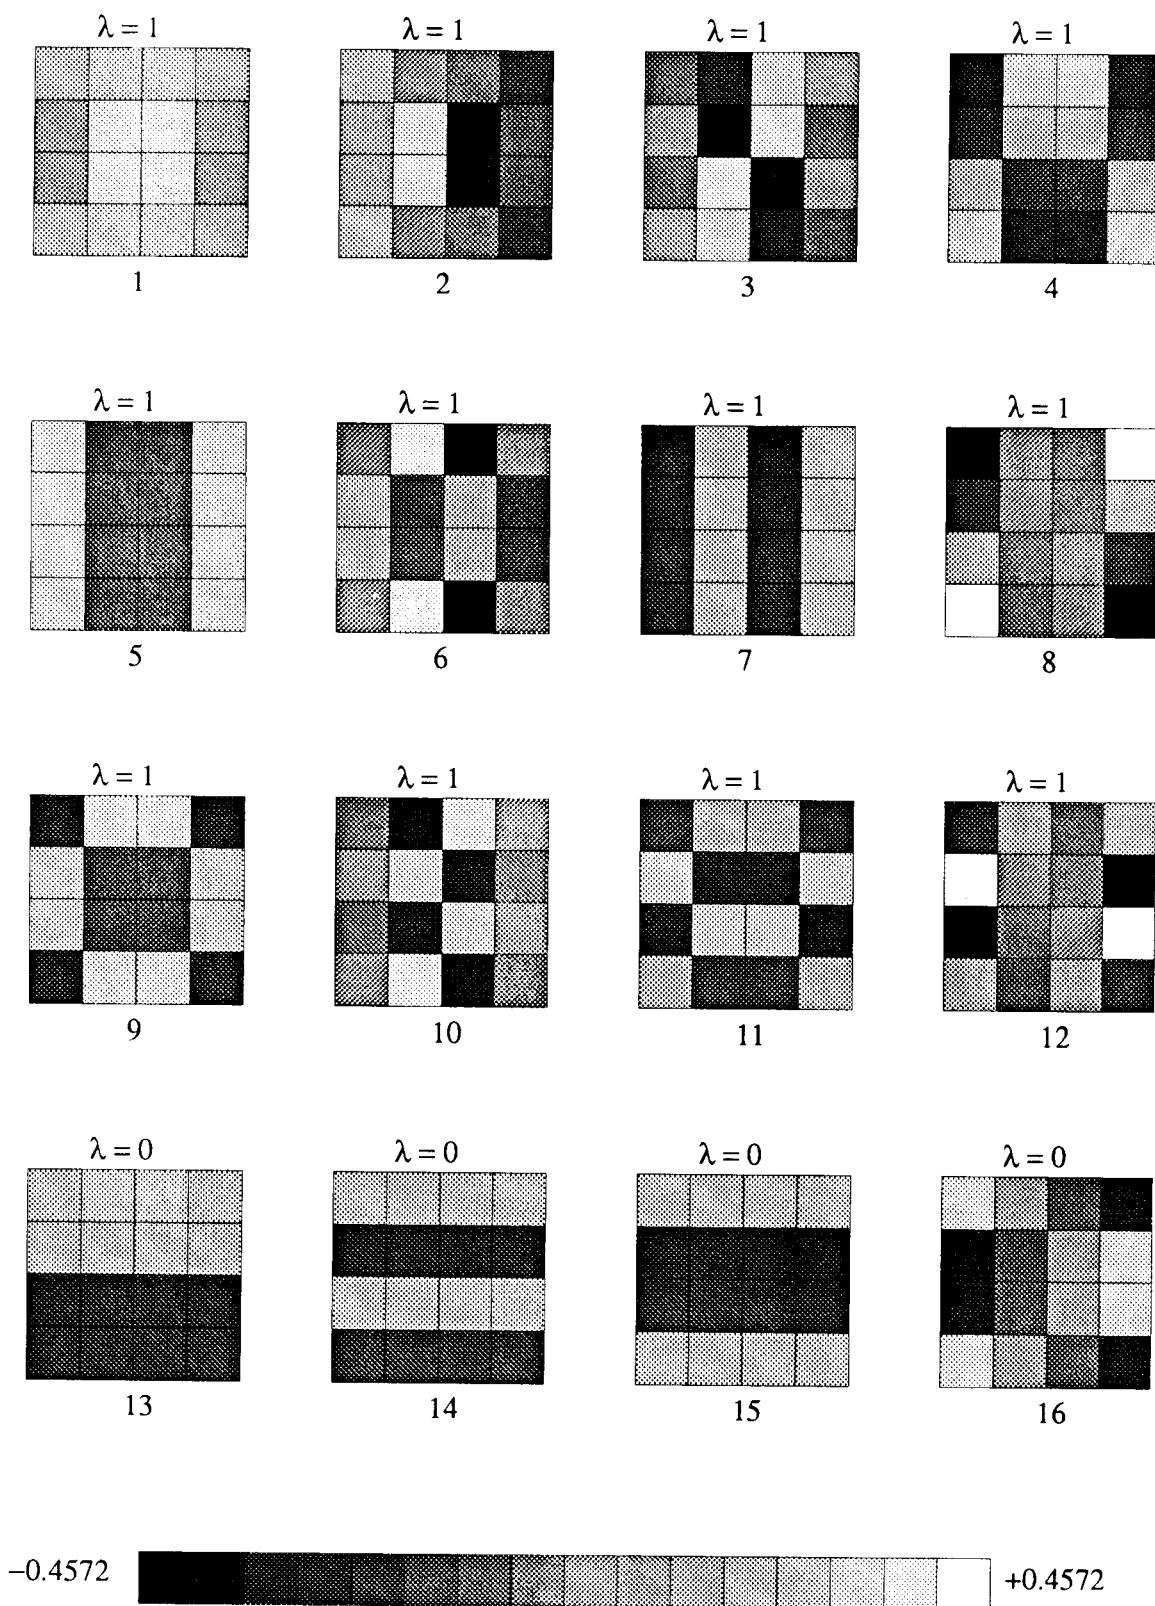 λ = 1 λ = 1 λ = 1 λ = 1
1 2 3 4
λ = 1 λ = 1 λ = 1 λ = 1
5 6 7 8
λ = 1 λ = 1 λ = 1 λ = 1
9 10 11 12
λ = 0 λ = 0 λ = 0 λ = 0
13 14 15 16
−0.4572 +0.4572